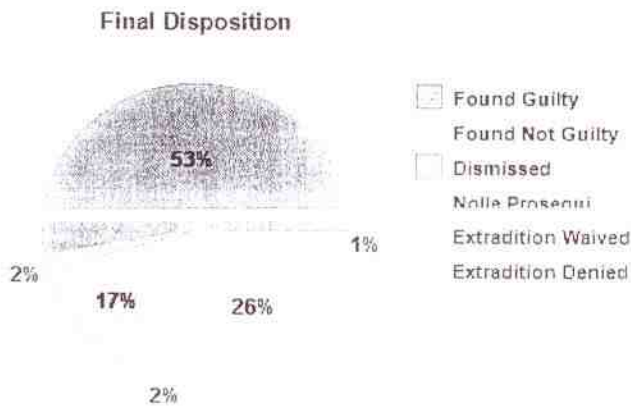 Final Disposition
Found Guilty
Found Not Guilty
Dismissed
Nolle Prosequi
Extradition Waived
Extradition Denied
53%
1%
2%
17%
26%
2%